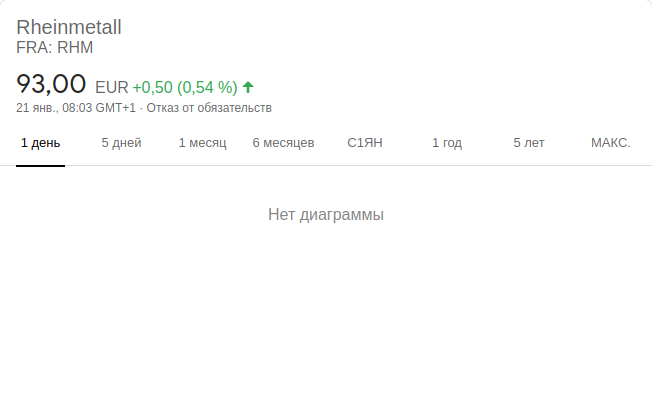 Rheinmetall
FRA: RHM
93,00 EUR +0,50 (0,54 %)
21 янв., 08:03 GMT+1 · Отказ от обязательств
1 день 5 дней 1 месяц 6 месяцев С1ЯН 1 год 5 лет МАКС.
Нет диаграммы